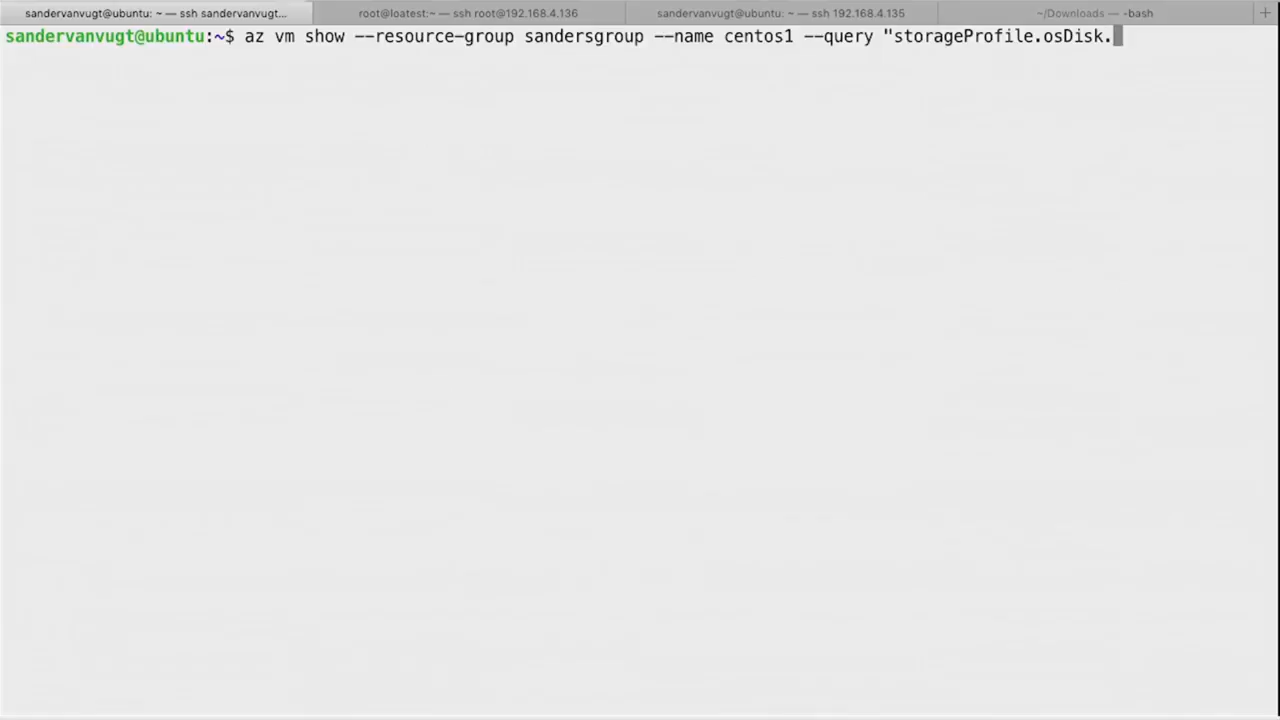 sandervanvugt@ubuntu: ~ — ssh sandervanvugt...
root@loatest:~ — ssh root@192.168.4.136
sandervanvugt@ubuntu: ~ — ssh 192.168.4.135
~/Downloads — -bash
+
sandervanvugt@ubuntu:~$ az vm show --resource-group sandersgroup --name centos1 --query "storageProfile.osDisk.